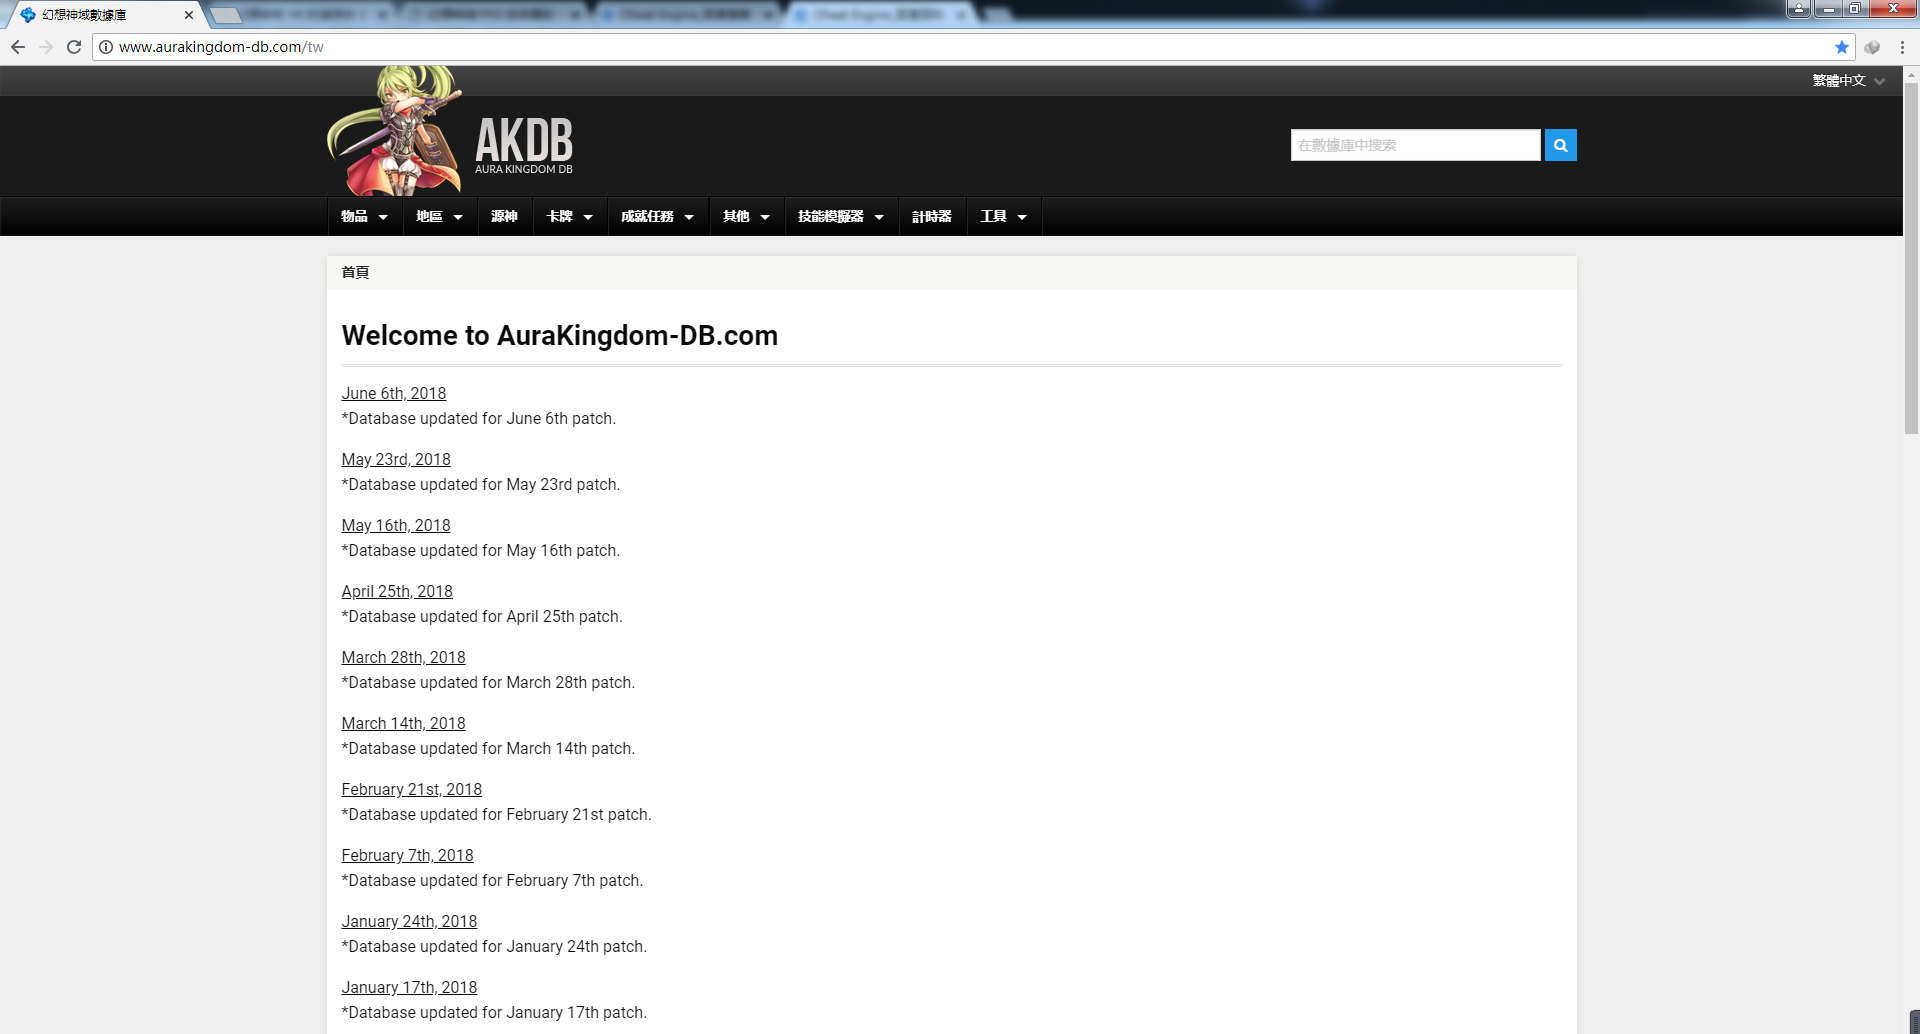 幻想神域數據庫
www.aurakingdom-db.com/tw
繁體中文
AKDB
AURA KINGDOM DB
在數據庫中搜索
物品
地區
源神
卡牌
成就任務
其他
技能模擬器
計時器
工具
首頁
Welcome to AuraKingdom-DB.com
June 6th, 2018
*Database updated for June 6th patch.
May 23rd, 2018
*Database updated for May 23rd patch.
May 16th, 2018
*Database updated for May 16th patch.
April 25th, 2018
*Database updated for April 25th patch.
March 28th, 2018
*Database updated for March 28th patch.
March 14th, 2018
*Database updated for March 14th patch.
February 21st, 2018
*Database updated for February 21st patch.
February 7th, 2018
*Database updated for February 7th patch.
January 24th, 2018
*Database updated for January 24th patch.
January 17th, 2018
*Database updated for January 17th patch.